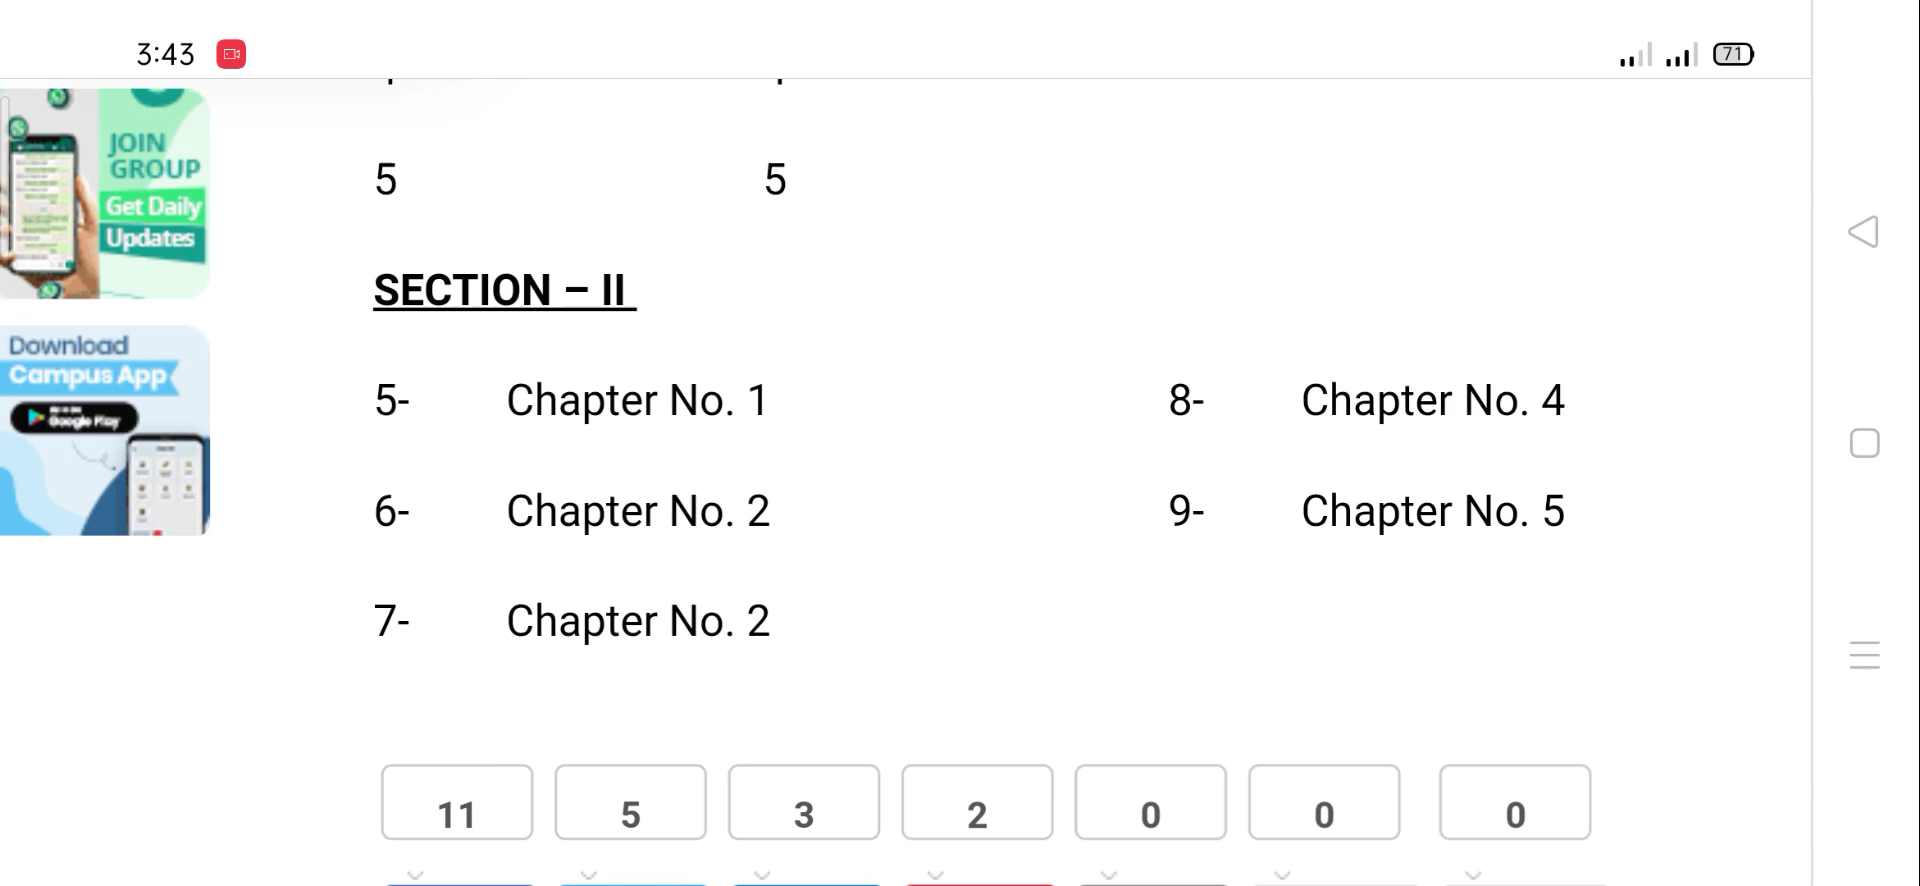 3:43
71
JOIN
GROUP
Get Daily
Updates
5 5
SECTION – II
Download
Campus App
Google Play
5- Chapter No. 1 8- Chapter No. 4
6- Chapter No. 2 9- Chapter No. 5
7- Chapter No. 2
11 5 3 2 0 0 0